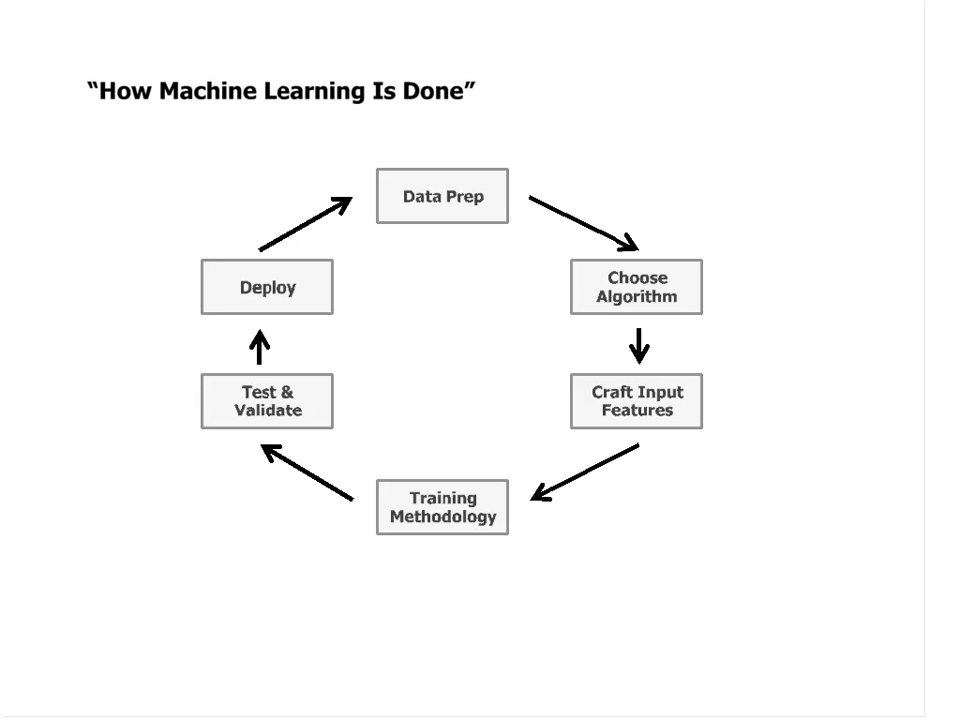 “How Machine Learning Is Done”
Data Prep
Choose
Algorithm
Craft Input
Features
Training
Methodology
Test &
Validate
Deploy